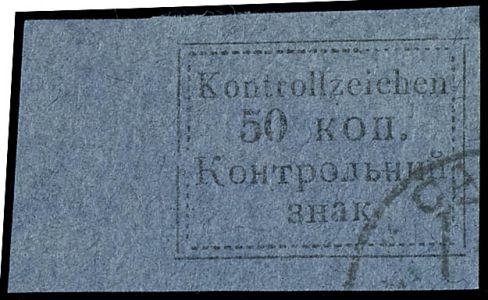 Kontrollzeichen
50 коп.
Контрольний
знак.